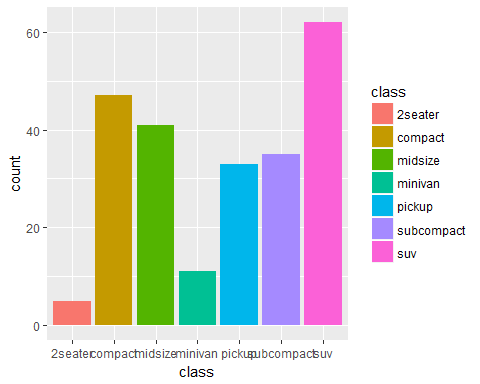 60
40
20
0
count
2seater compact midsize minivan pickup subcompact suv
class
class
2seater
compact
midsize
minivan
pickup
subcompact
suv